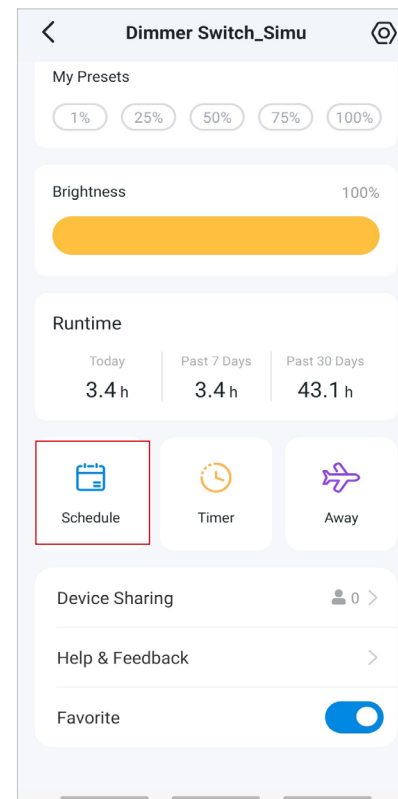 Dimmer Switch_Simu
My Presets
1% 25% 50% 75% 100%
Brightness 100%
Runtime
Today Past 7 Days Past 30 Days
3.4 h 3.4 h 43.1 h
Schedule Timer Away
Device Sharing 0
Help & Feedback
Favorite